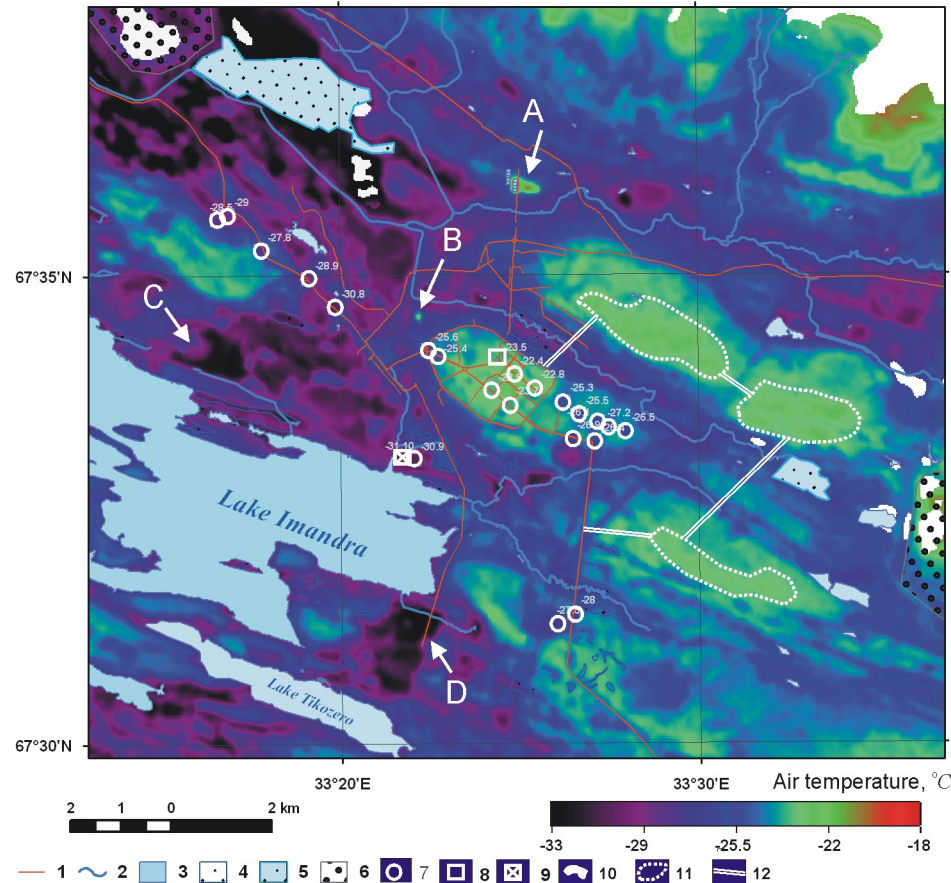 A
-28.5 -29
B
-27.8
67°35'N
-28.9
C
-30.8
-25.6
-25.4
-23.5
-22.4
-22.8
-25.3
-25.5
-27.2
-26.5
-31.10 -30.9
Lake Imandra
-28
D
Lake Tikozero
67°30'N
33°20'E 33°30'E
Air temperature, °C
2 1 0 2 km
-33 -29 -25.5 -22 -18
1 2 3 4 5 6 7 8 9 10 11 12